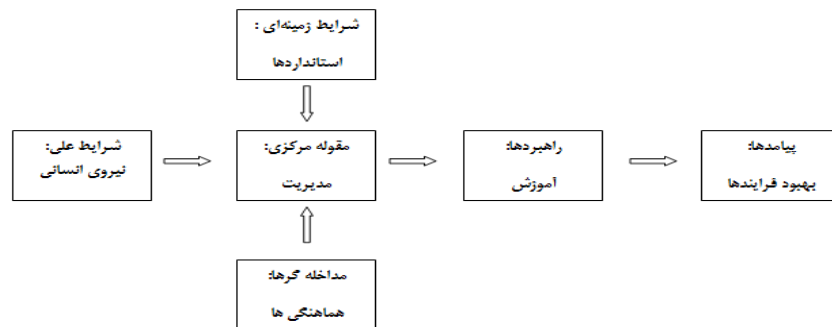 شرایط زمینه‌ای :
استانداردها
شرایط علی:
نیروی انسانی
مقوله مرکزی:
مدیریت
راهبردها:
آموزش
پیامدها:
بهبود فرایندها
مداخله گرها:
هماهنگی ها